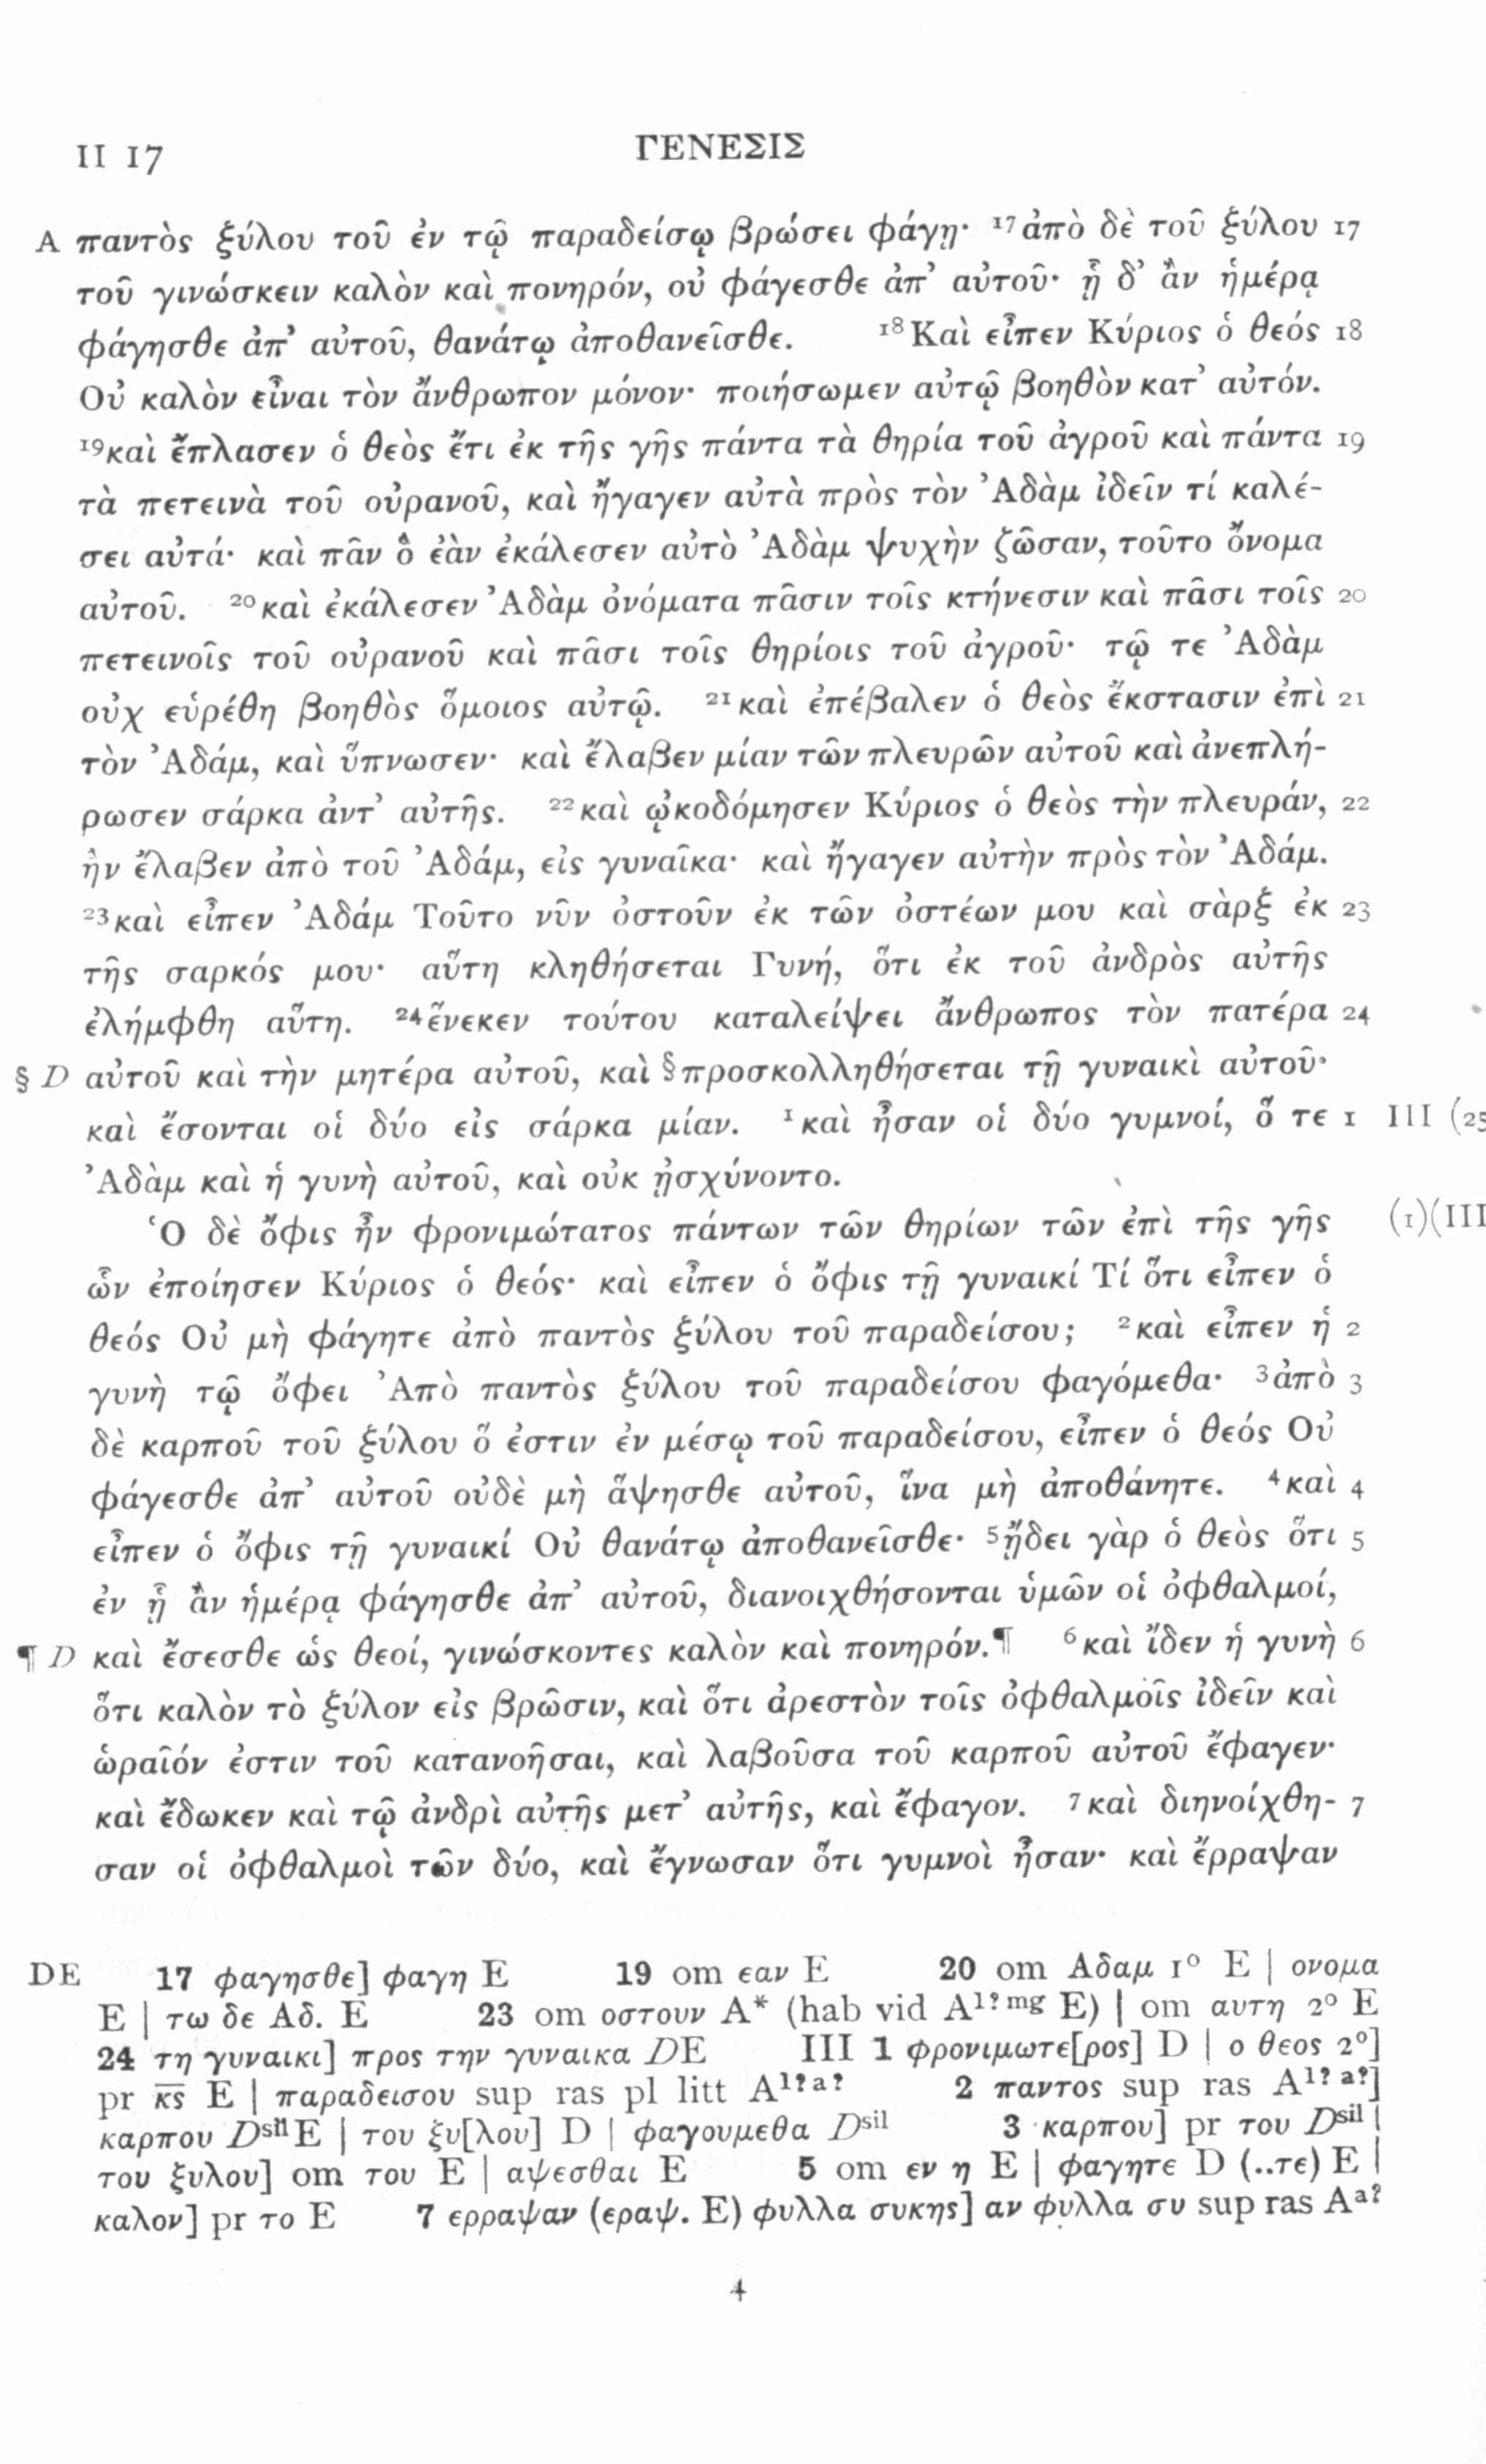 II 17 ΓΕΝΕΣΙΣ
A παντὸς ξύλου τοῦ ἐν τῷ παραδείσῳ βρώσει φάγῃ· ¹⁷ἀπὸ δὲ τοῦ ξύλου 17
τοῦ γινώσκειν καλὸν καὶ πονηρόν, οὐ φάγεσθε ἀπ’ αὐτοῦ· ᾗ δ’ ἂν ἡμέρᾳ
φάγησθε ἀπ’ αὐτοῦ, θανάτῳ ἀποθανεῖσθε. ¹⁸Καὶ εἶπεν Κύριος ὁ θεός 18
Οὐ καλὸν εἶναι τὸν ἄνθρωπον μόνον· ποιήσωμεν αὐτῷ βοηθὸν κατ’ αὐτόν.
¹⁹καὶ ἔπλασεν ὁ θεὸς ἔτι ἐκ τῆς γῆς πάντα τὰ θηρία τοῦ ἀγροῦ καὶ πάντα 19
τὰ πετεινὰ τοῦ οὐρανοῦ, καὶ ἤγαγεν αὐτὰ πρὸς τὸν Ἀδὰμ ἰδεῖν τί καλέ-
σει αὐτά· καὶ πᾶν ὃ ἐὰν ἐκάλεσεν αὐτὸ Ἀδὰμ ψυχὴν ζῶσαν, τοῦτο ὄνομα
αὐτοῦ. ²⁰καὶ ἐκάλεσεν Ἀδὰμ ὀνόματα πᾶσιν τοῖς κτήνεσιν καὶ πᾶσι τοῖς 20
πετεινοῖς τοῦ οὐρανοῦ καὶ πᾶσι τοῖς θηρίοις τοῦ ἀγροῦ· τῷ τε Ἀδὰμ
οὐχ εὑρέθη βοηθὸς ὅμοιος αὐτῷ. ²¹καὶ ἐπέβαλεν ὁ θεὸς ἔκστασιν ἐπὶ 21
τὸν Ἀδάμ, καὶ ὕπνωσεν· καὶ ἔλαβεν μίαν τῶν πλευρῶν αὐτοῦ καὶ ἀνεπλή-
ρωσεν σάρκα ἀντ’ αὐτῆς. ²²καὶ ᾠκοδόμησεν Κύριος ὁ θεὸς τὴν πλευράν, 22
ἣν ἔλαβεν ἀπὸ τοῦ Ἀδάμ, εἰς γυναῖκα· καὶ ἤγαγεν αὐτὴν πρὸς τὸν Ἀδάμ.
²³καὶ εἶπεν Ἀδάμ Τοῦτο νῦν ὀστοῦν ἐκ τῶν ὀστέων μου καὶ σὰρξ ἐκ 23
τῆς σαρκός μου· αὕτη κληθήσεται Γυνή, ὅτι ἐκ τοῦ ἀνδρὸς αὐτῆς
ἐλήμφθη αὕτη. ²⁴ἕνεκεν τούτου καταλείψει ἄνθρωπος τὸν πατέρα 24
§ D αὐτοῦ καὶ τὴν μητέρα αὐτοῦ, καὶ §προσκολληθήσεται τῇ γυναικὶ αὐτοῦ·
καὶ ἔσονται οἱ δύο εἰς σάρκα μίαν. ¹καὶ ἦσαν οἱ δύο γυμνοί, ὅ τε 1 III (25
Ἀδὰμ καὶ ἡ γυνὴ αὐτοῦ, καὶ οὐκ ᾐσχύνοντο.
Ὁ δὲ ὄφις ἦν φρονιμώτατος πάντων τῶν θηρίων τῶν ἐπὶ τῆς γῆς (1)(III
ὧν ἐποίησεν Κύριος ὁ θεός· καὶ εἶπεν ὁ ὄφις τῇ γυναικί Τί ὅτι εἶπεν ὁ
θεός Οὐ μὴ φάγητε ἀπὸ παντὸς ξύλου τοῦ παραδείσου; ²καὶ εἶπεν ἡ 2
γυνὴ τῷ ὄφει Ἀπὸ παντὸς ξύλου τοῦ παραδείσου φαγόμεθα· ³ἀπὸ 3
δὲ καρποῦ τοῦ ξύλου ὅ ἐστιν ἐν μέσῳ τοῦ παραδείσου, εἶπεν ὁ θεός Οὐ
φάγεσθε ἀπ’ αὐτοῦ οὐδὲ μὴ ἅψησθε αὐτοῦ, ἵνα μὴ ἀποθάνητε. ⁴καὶ 4
εἶπεν ὁ ὄφις τῇ γυναικί Οὐ θανάτῳ ἀποθανεῖσθε· ⁵ᾔδει γὰρ ὁ θεὸς ὅτι 5
ἐν ᾗ ἂν ἡμέρᾳ φάγησθε ἀπ’ αὐτοῦ, διανοιχθήσονται ὑμῶν οἱ ὀφθαλμοί,
¶ D καὶ ἔσεσθε ὡς θεοί, γινώσκοντες καλὸν καὶ πονηρόν.¶ ⁶καὶ ἴδεν ἡ γυνὴ 6
ὅτι καλὸν τὸ ξύλον εἰς βρῶσιν, καὶ ὅτι ἀρεστὸν τοῖς ὀφθαλμοῖς ἰδεῖν καὶ
ὡραῖόν ἐστιν τοῦ κατανοῆσαι, καὶ λαβοῦσα τοῦ καρποῦ αὐτοῦ ἔφαγεν·
καὶ ἔδωκεν καὶ τῷ ἀνδρὶ αὐτῆς μετ’ αὐτῆς, καὶ ἔφαγον. ⁷καὶ διηνοίχθη- 7
σαν οἱ ὀφθαλμοὶ τῶν δύο, καὶ ἔγνωσαν ὅτι γυμνοὶ ἦσαν· καὶ ἔρραψαν
DE 17 φαγησθε] φαγη E 19 om εαν E 20 om Αδαμ 1° E | ονομα
E | τω δε Αδ. E 23 om οστουν A* (hab vid A¹ˀᵐᵍ E) | om αυτη 2° E
24 τη γυναικι] προς την γυναικα DE III 1 φρονιμωτε[ρος] D | ο θεος 2°]
pr κ̅ς̅ E | παραδεισου sup ras pl litt A¹ˀᵃˀ 2 παντος sup ras A¹ˀ ᵃˀ]
καρπου DˢⁱˡE | του ξυ[λου] D | φαγουμεθα Dˢⁱˡ 3 καρπου] pr του Dˢⁱˡ |
του ξυλου] om του E | αψεσθαι E 5 om εν η E | φαγητε D (..τε) E |
καλον] pr το E 7 ερραψαν (εραψ. E) φυλλα συκης] αν φυλλα συ sup ras Aᵃˀ
4